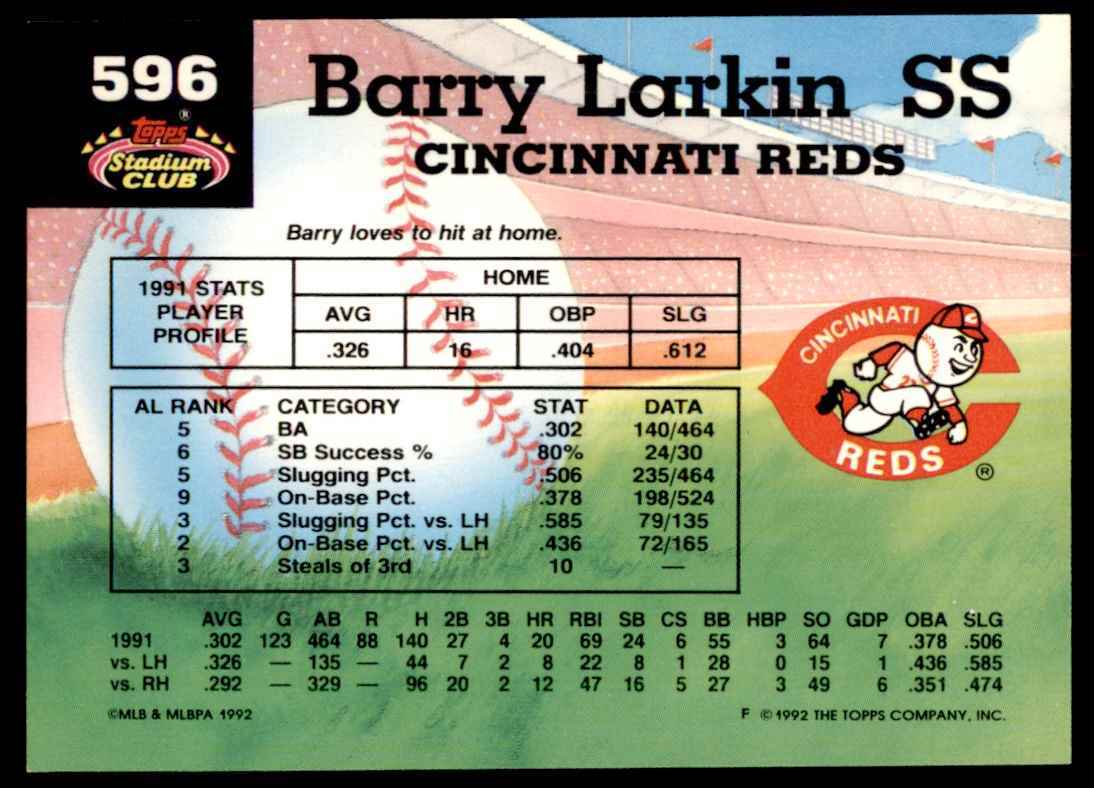 596
Topps®
Stadium
CLUB
Barry Larkin SS
CINCINNATI REDS
Barry loves to hit at home.
1991 STATS
PLAYER
PROFILE
HOME
AVG HR OBP SLG
.326 16 .404 .612
CINCINNATI
REDS
®
AL RANK CATEGORY STAT DATA
5 BA .302 140/464
6 SB Success % 80% 24/30
5 Slugging Pct. .506 235/464
9 On-Base Pct. .378 198/524
3 Slugging Pct. vs. LH .585 79/135
2 On-Base Pct. vs. LH .436 72/165
3 Steals of 3rd 10 —
AVG G AB R H 2B 3B HR RBI SB CS BB HBP SO GDP OBA SLG
1991 .302 123 464 88 140 27 4 20 69 24 6 55 3 64 7 .378 .506
vs. LH .326 — 135 — 44 7 2 8 22 8 1 28 0 15 1 .436 .585
vs. RH .292 — 329 — 96 20 2 12 47 16 5 27 3 49 6 .351 .474
©MLB & MLBPA 1992
F ©1992 THE TOPPS COMPANY, INC.